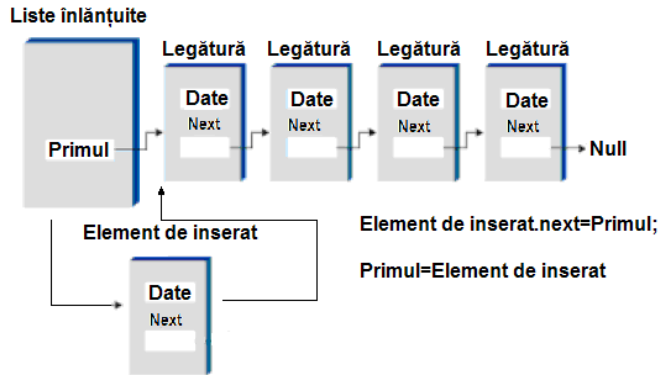 Liste înlănțuite
Legătură Legătură Legătură Legătură
Date Date Date Date
Next Next Next Next
Primul
Null
Element de inserat
Element de inserat.next=Primul;
Primul=Element de inserat
Date
Next